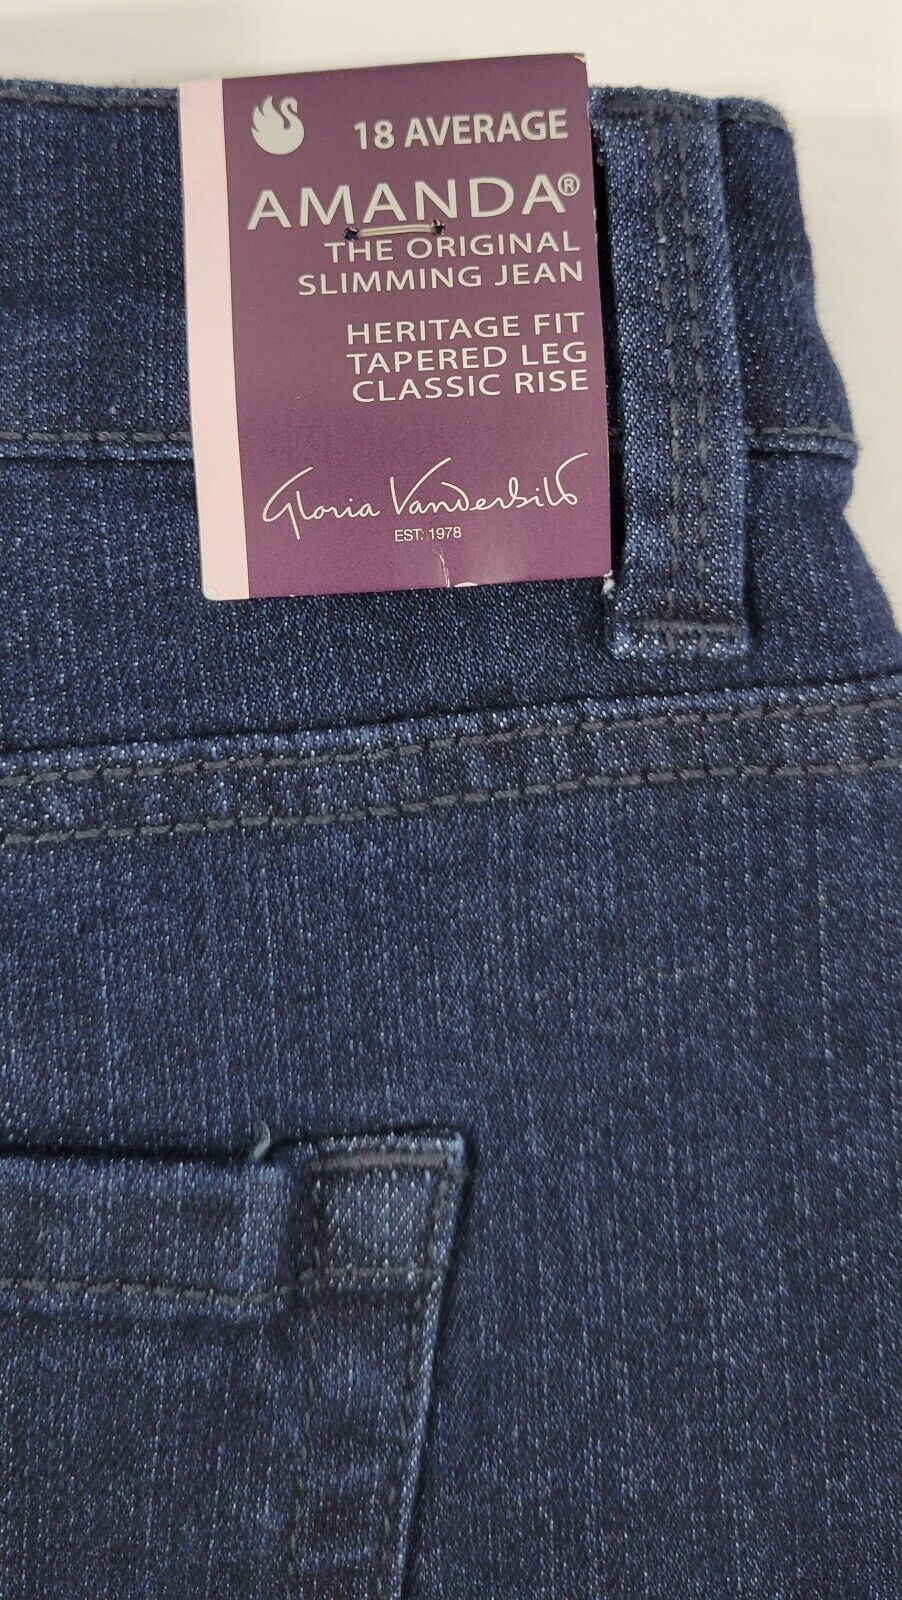 18 AVERAGE
AMANDA®
THE ORIGINAL
SLIMMING JEAN
HERITAGE FIT
TAPERED LEG
CLASSIC RISE
Gloria Vanderbilt
EST. 1978